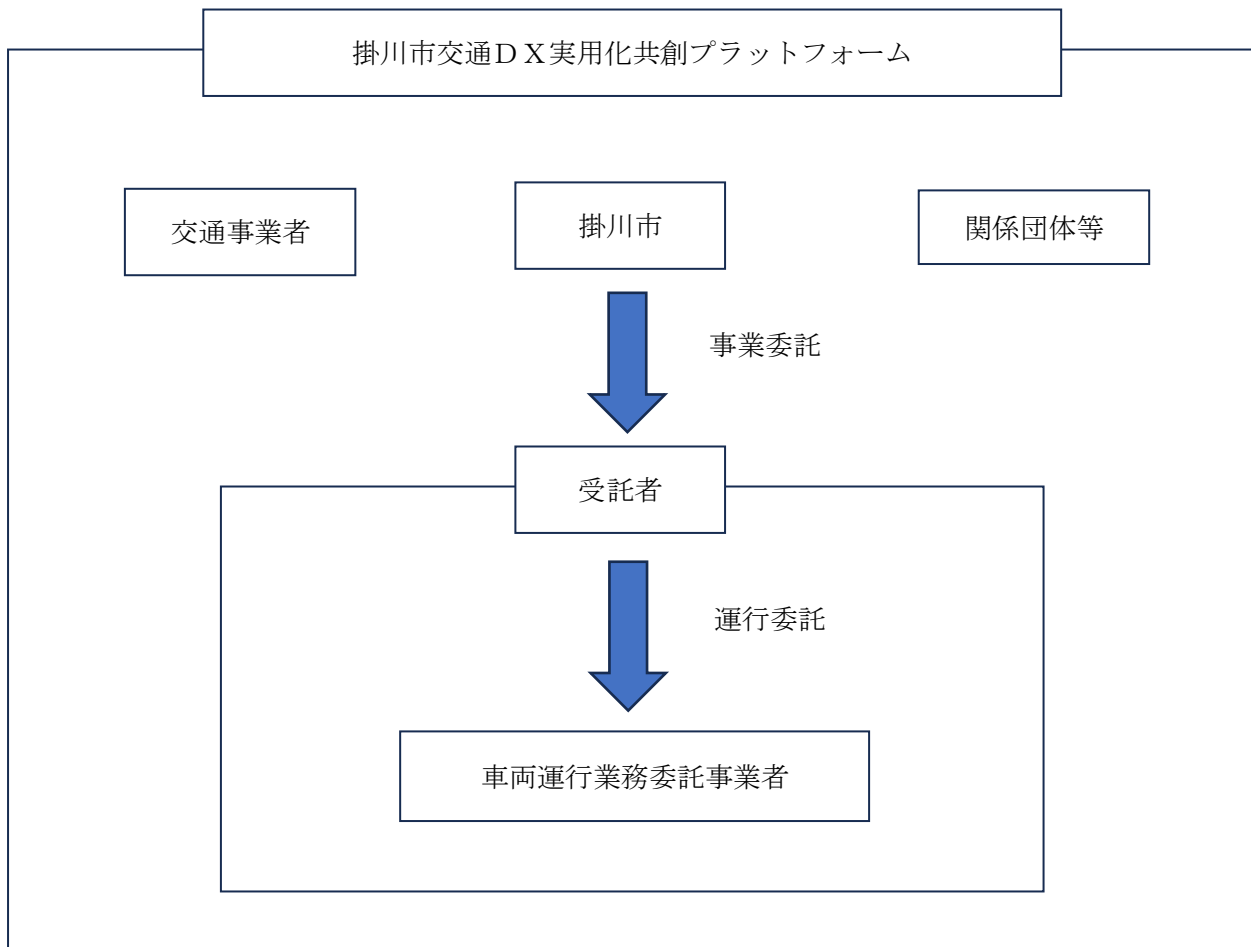 掛川市交通ＤＸ実用化共創プラットフォーム
交通事業者
掛川市
関係団体等
事業委託
受託者
運行委託
車両運行業務委託事業者